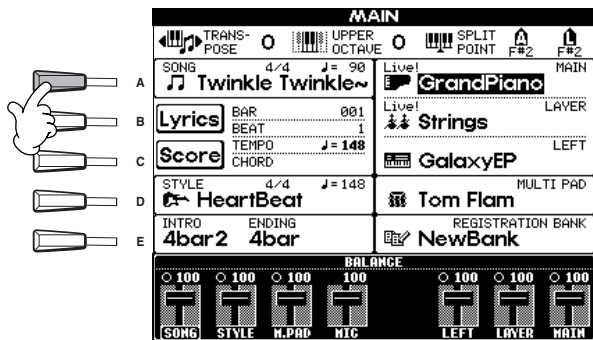 MAIN
TRANS-
POSE 0 UPPER
OCTAVE 0 SPLIT
POINT A
F#2 L
F#2
SONG 4/4 ♩= 90
Twinkle Twinkle~
Live! MAIN
GrandPiano
A
Lyrics BAR 001
BEAT 1
Live! LAYER
Strings
B
Score TEMPO ♩= 148
CHORD
LEFT
GalaxyEP
C
STYLE 4/4 ♩= 148
HeartBeat
MULTI PAD
Tom Flam
D
INTRO ENDING
4bar2 4bar
REGISTRATION BANK
NewBank
E
BALANCE
100 100 100 100 100 100 100
SONG STYLE M.PAD MIC LEFT LAYER MAIN